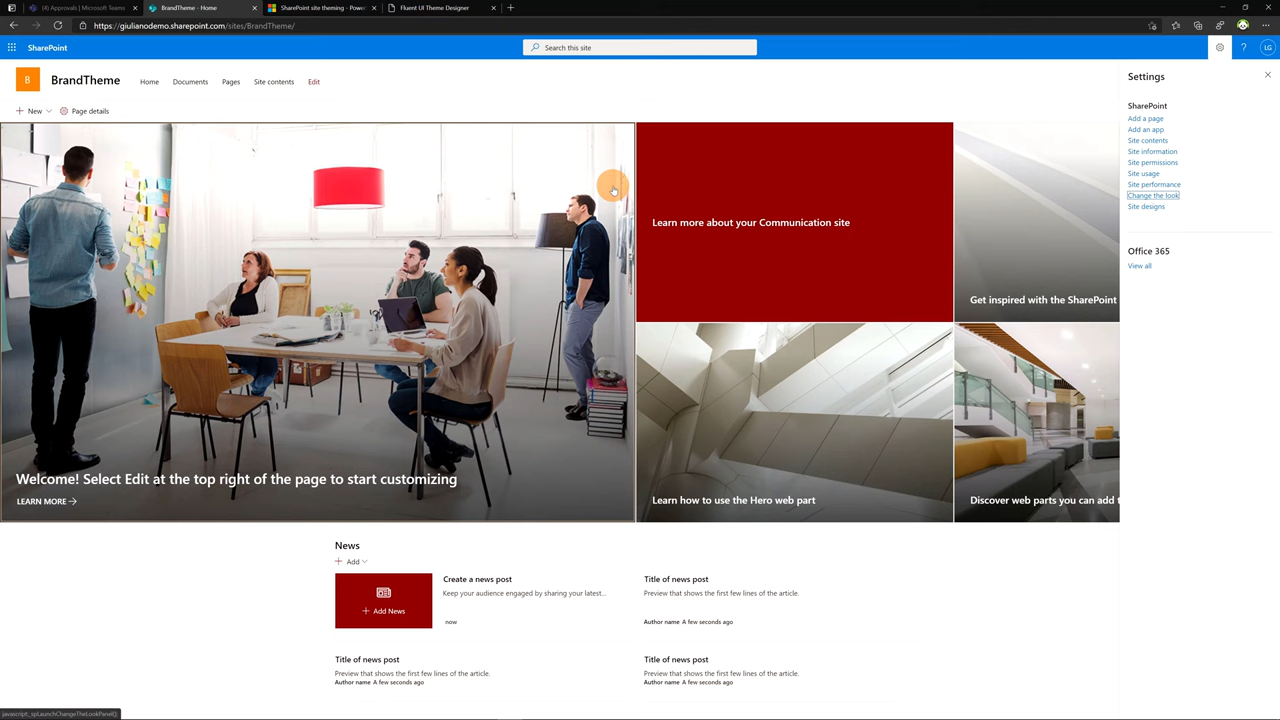 (4) Approvals | Microsoft Teams
BrandTheme - Home
SharePoint site theming - Power
Fluent UI Theme Designer
https://giulianodemo.sharepoint.com/sites/BrandTheme/
SharePoint
Search this site
?
LG
B
BrandTheme
Home
Documents
Pages
Site contents
Edit
New
Page details
Welcome! Select Edit at the top right of the page to start customizing
LEARN MORE
Learn more about your Communication site
Get inspired with the SharePoint
Learn how to use the Hero web part
Discover web parts you can add t
Settings
SharePoint
Add a page
Add an app
Site contents
Site information
Site permissions
Site usage
Site performance
Change the look
Site designs
Office 365
View all
News
Add
Add News
Create a news post
Keep your audience engaged by sharing your latest...
now
Title of news post
Preview that shows the first few lines of the article.
Author name A few seconds ago
Title of news post
Preview that shows the first few lines of the article.
Author name A few seconds ago
Title of news post
Preview that shows the first few lines of the article.
Author name A few seconds ago
javascript:_spLaunchChangeTheLookPanel();